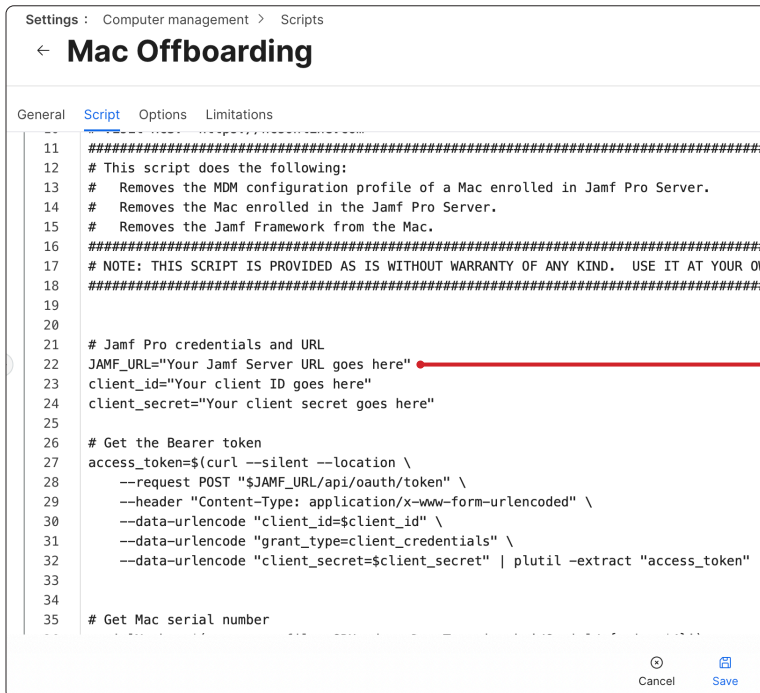 Settings : Computer management > Scripts
← Mac Offboarding
General Script Options Limitations
11 ######################################################################################
12 # This script does the following:
13 #   Removes the MDM configuration profile of a Mac enrolled in Jamf Pro Server.
14 #   Removes the Mac enrolled in the Jamf Pro Server.
15 #   Removes the Jamf Framework from the Mac.
16 ######################################################################################
17 # NOTE: THIS SCRIPT IS PROVIDED AS IS WITHOUT WARRANTY OF ANY KIND.  USE IT AT YOUR
18 ######################################################################################
19
20
21 # Jamf Pro credentials and URL
22 JAMF_URL="Your Jamf Server URL goes here"
23 client_id="Your client ID goes here"
24 client_secret="Your client secret goes here"
25
26 # Get the Bearer token
27 access_token=$(curl --silent --location \
28     --request POST "$JAMF_URL/api/oauth/token" \
29     --header "Content-Type: application/x-www-form-urlencoded" \
30     --data-urlencode "client_id=$client_id" \
31     --data-urlencode "grant_type=client_credentials" \
32     --data-urlencode "client_secret=$client_secret" | plutil -extract "access_token"
33
34
35 # Get Mac serial number
Cancel Save